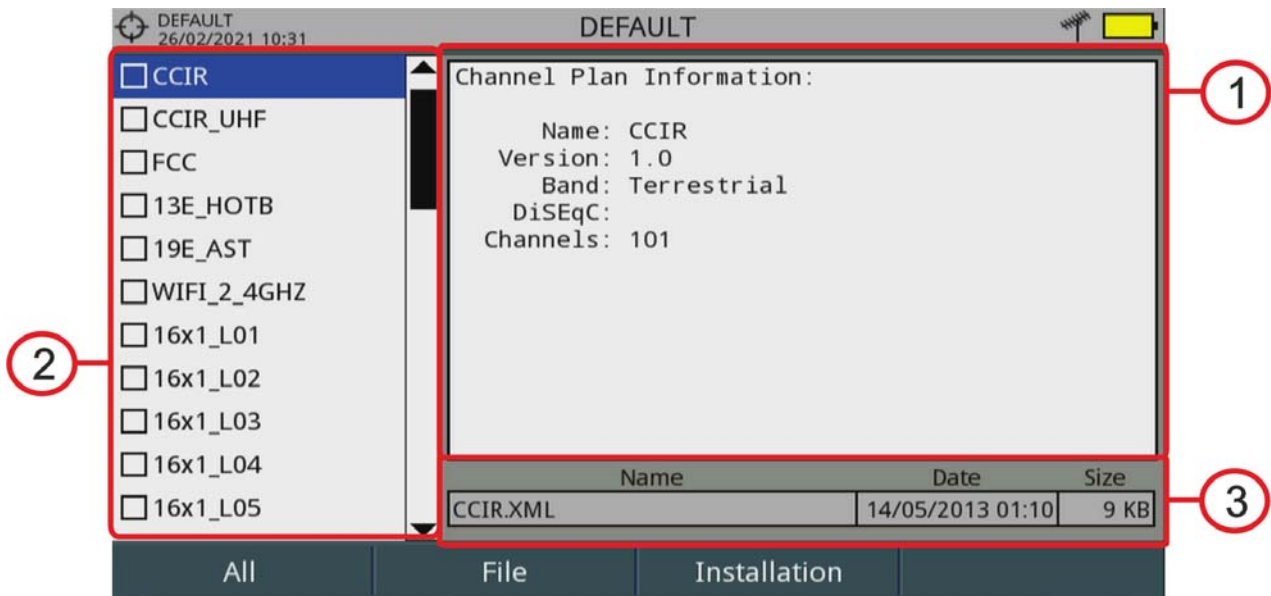 DEFAULT
26/02/2021 10:31
DEFAULT
CCIR
CCIR_UHF
FCC
13E_HOTB
19E_AST
WIFI_2_4GHZ
16x1_L01
16x1_L02
16x1_L03
16x1_L04
16x1_L05
Channel Plan Information:
Name: CCIR
Version: 1.0
Band: Terrestrial
DiSEqC:
Channels: 101
Name Date Size
CCIR.XML 14/05/2013 01:10 9 KB
All File Installation
1
2
3